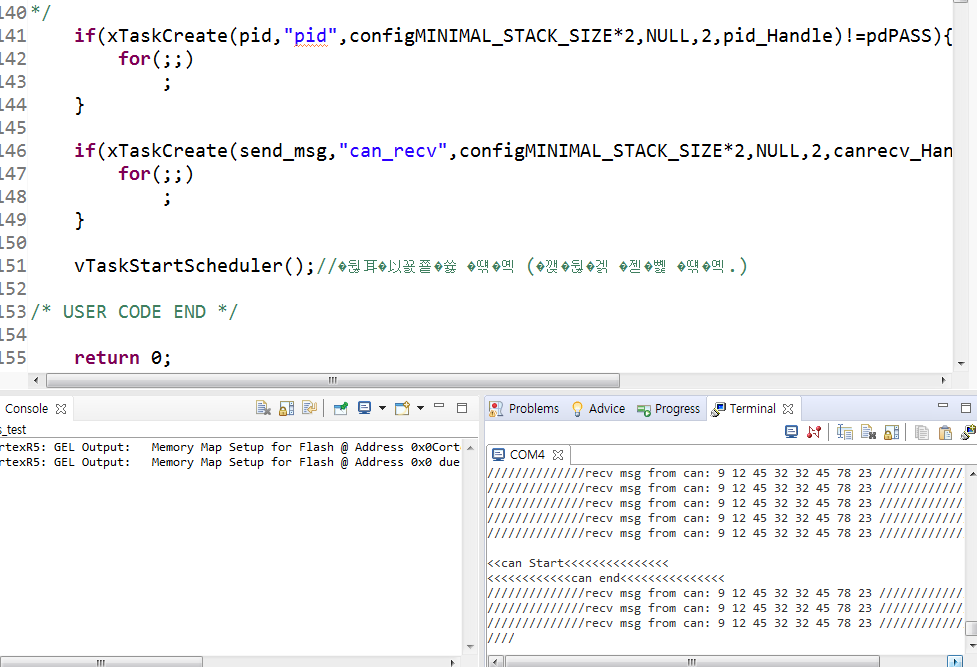 140 */
141 if(xTaskCreate(pid,"pid",configMINIMAL_STACK_SIZE*2,NULL,2,pid_Handle)!=pdPASS){
142 for(;;)
143 ;
144 }
145
146 if(xTaskCreate(send_msg,"can_recv",configMINIMAL_STACK_SIZE*2,NULL,2,canrecv_Han
147 for(;;)
148 ;
149 }
150
151 vTaskStartScheduler();//
152
153 /* USER CODE END */
154
155 return 0;
Console
s_test
rtexR5: GEL Output: Memory Map Setup for Flash @ Address 0x0Cort
rtexR5: GEL Output: Memory Map Setup for Flash @ Address 0x0 due
Problems Advice Progress Terminal
COM4
//////////////recv msg from can: 9 12 45 32 32 45 78 23 ////////////
//////////////recv msg from can: 9 12 45 32 32 45 78 23 ////////////
//////////////recv msg from can: 9 12 45 32 32 45 78 23 ////////////
//////////////recv msg from can: 9 12 45 32 32 45 78 23 ////////////
//////////////recv msg from can: 9 12 45 32 32 45 78 23 ////////////
<<can Start<<<<<<<<<<<<<<<
<<<<<<<<<<<<can end<<<<<<<<<<<<<<<
//////////////recv msg from can: 9 12 45 32 32 45 78 23 ////////////
//////////////recv msg from can: 9 12 45 32 32 45 78 23 ////////////
//////////////recv msg from can: 9 12 45 32 32 45 78 23 ////////////
////